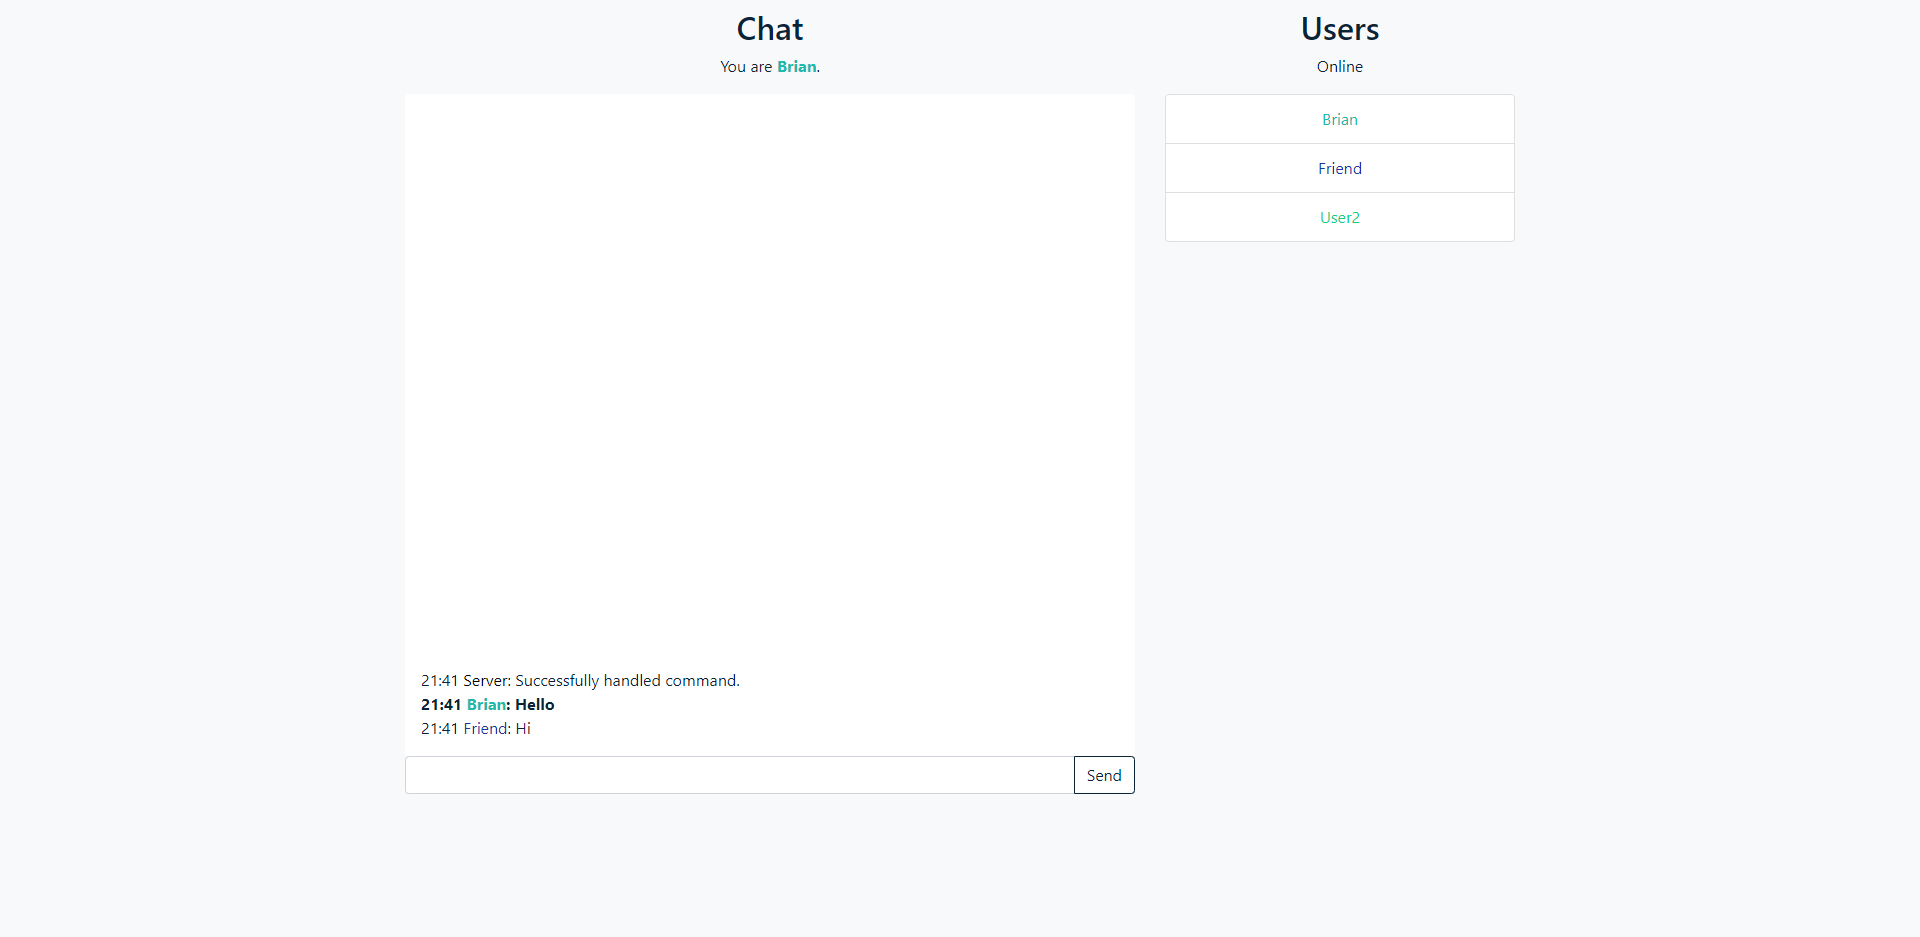 Chat
You are Brian.
21:41 Server: Successfully handled command.
21:41 Brian: Hello
21:41 Friend: Hi
Send
Users
Online
Brian
Friend
User2